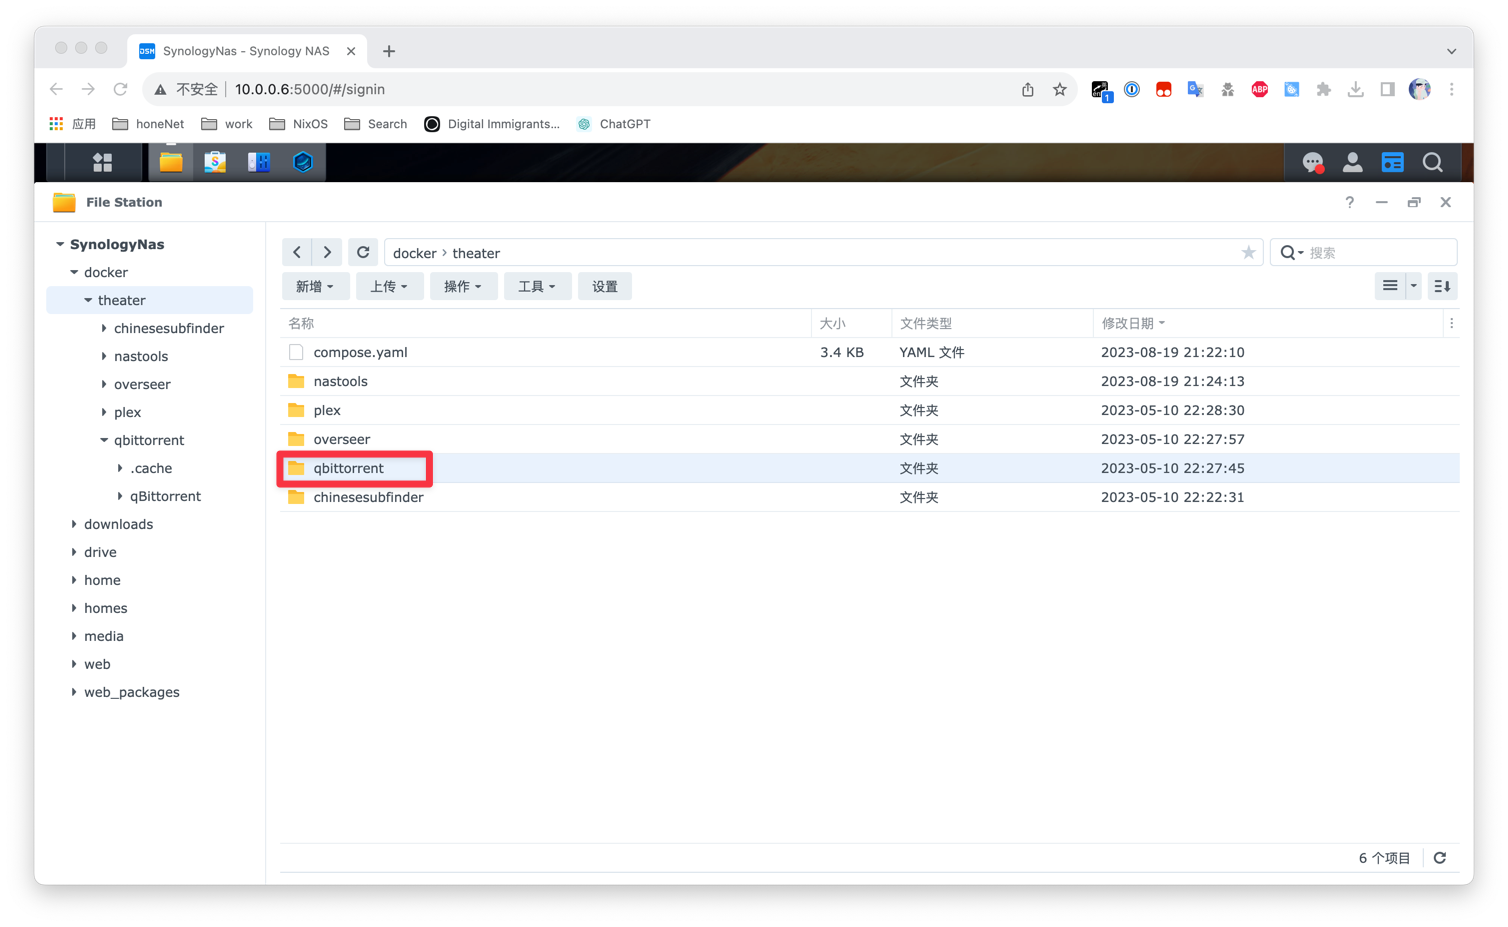 SynologyNas - Synology NAS
不安全 10.0.0.6:5000/#/signin
应用 honeNet work NixOS Search Digital Immigrants... ChatGPT
File Station
SynologyNas
docker
theater
chinesesubfinder
nastools
overseer
plex
qbittorrent
.cache
qBittorrent
downloads
drive
home
homes
media
web
web_packages
docker › theater
搜索
新增 上传 操作 工具 设置
名称 大小 文件类型 修改日期
compose.yaml 3.4 KB YAML 文件 2023-08-19 21:22:10
nastools 文件夹 2023-08-19 21:24:13
plex 文件夹 2023-05-10 22:28:30
overseer 文件夹 2023-05-10 22:27:57
qbittorrent 文件夹 2023-05-10 22:27:45
chinesesubfinder 文件夹 2023-05-10 22:22:31
6 个项目